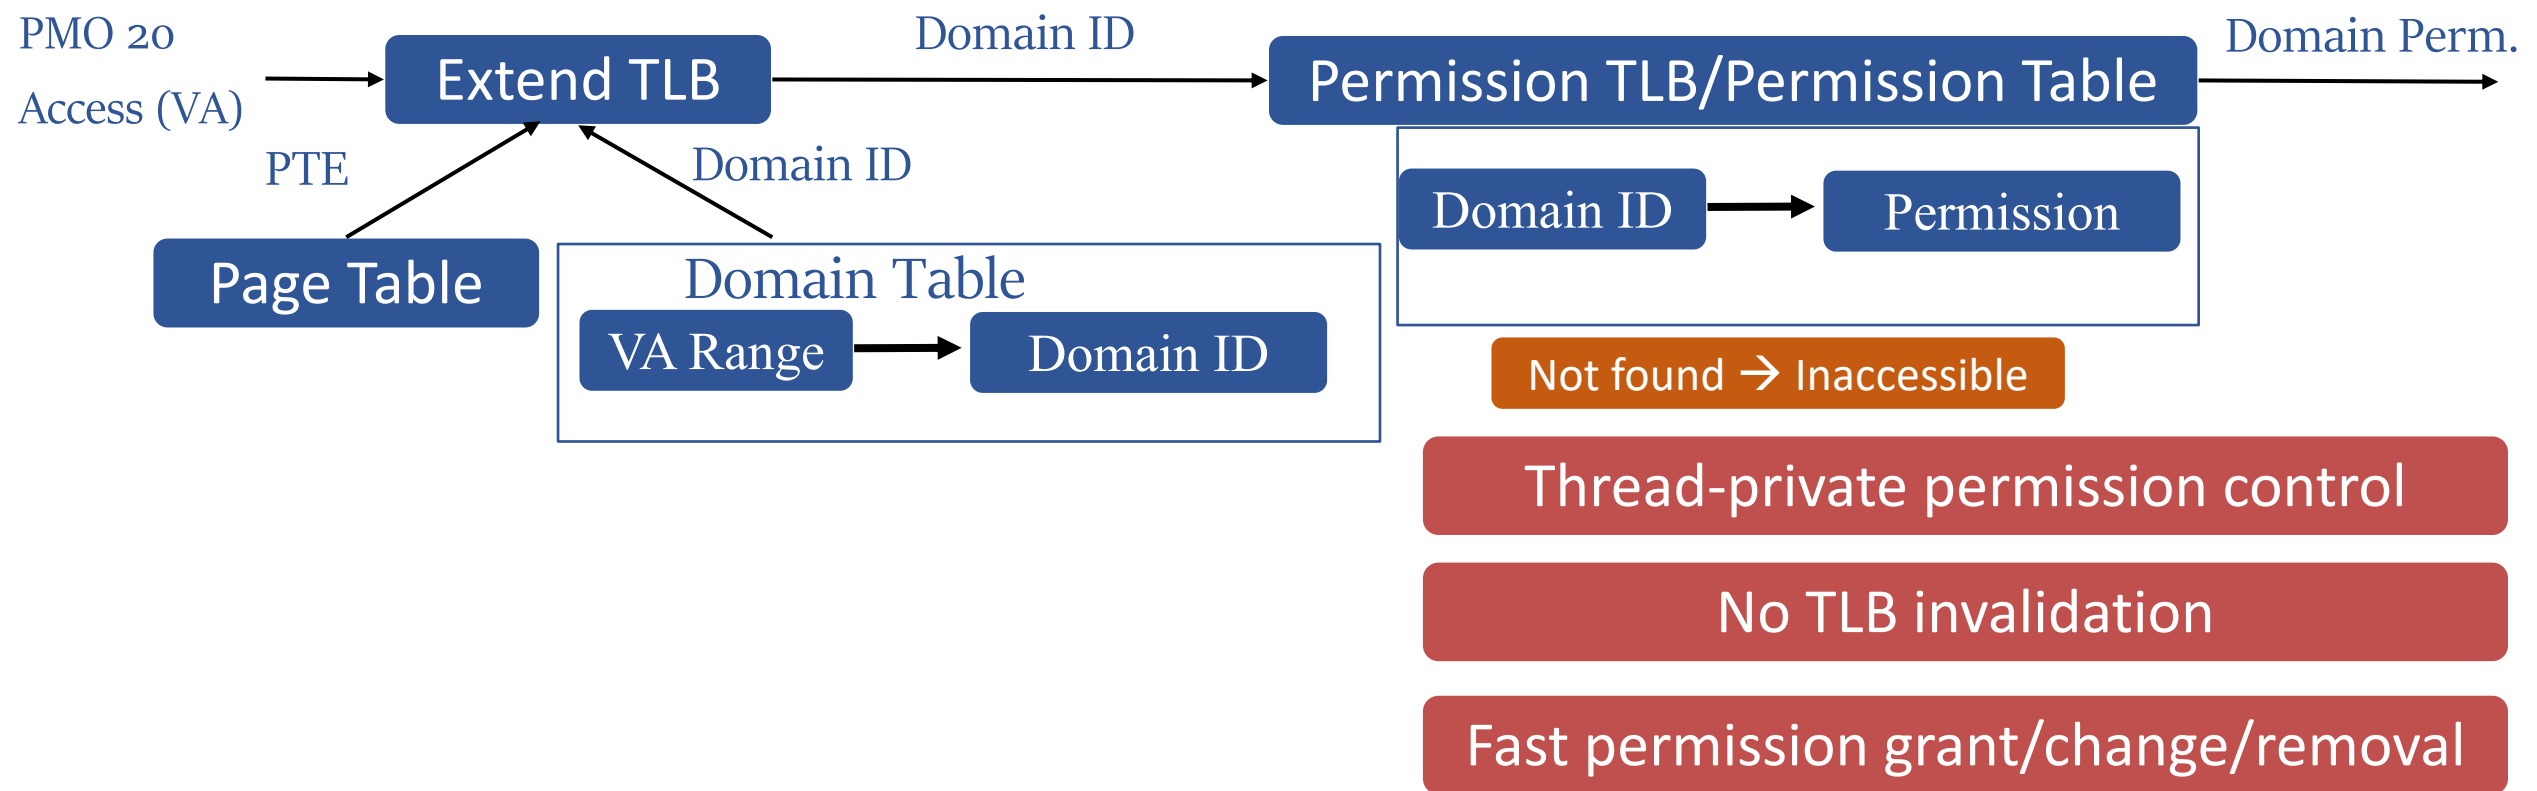 PMO 20
Access (VA)
Extend TLB
Domain ID
Permission TLB/Permission Table
Domain Perm.
PTE
Domain ID
Page Table
Domain Table
VA Range
Domain ID
Domain ID
Permission
Not found → Inaccessible
Thread-private permission control
No TLB invalidation
Fast permission grant/change/removal